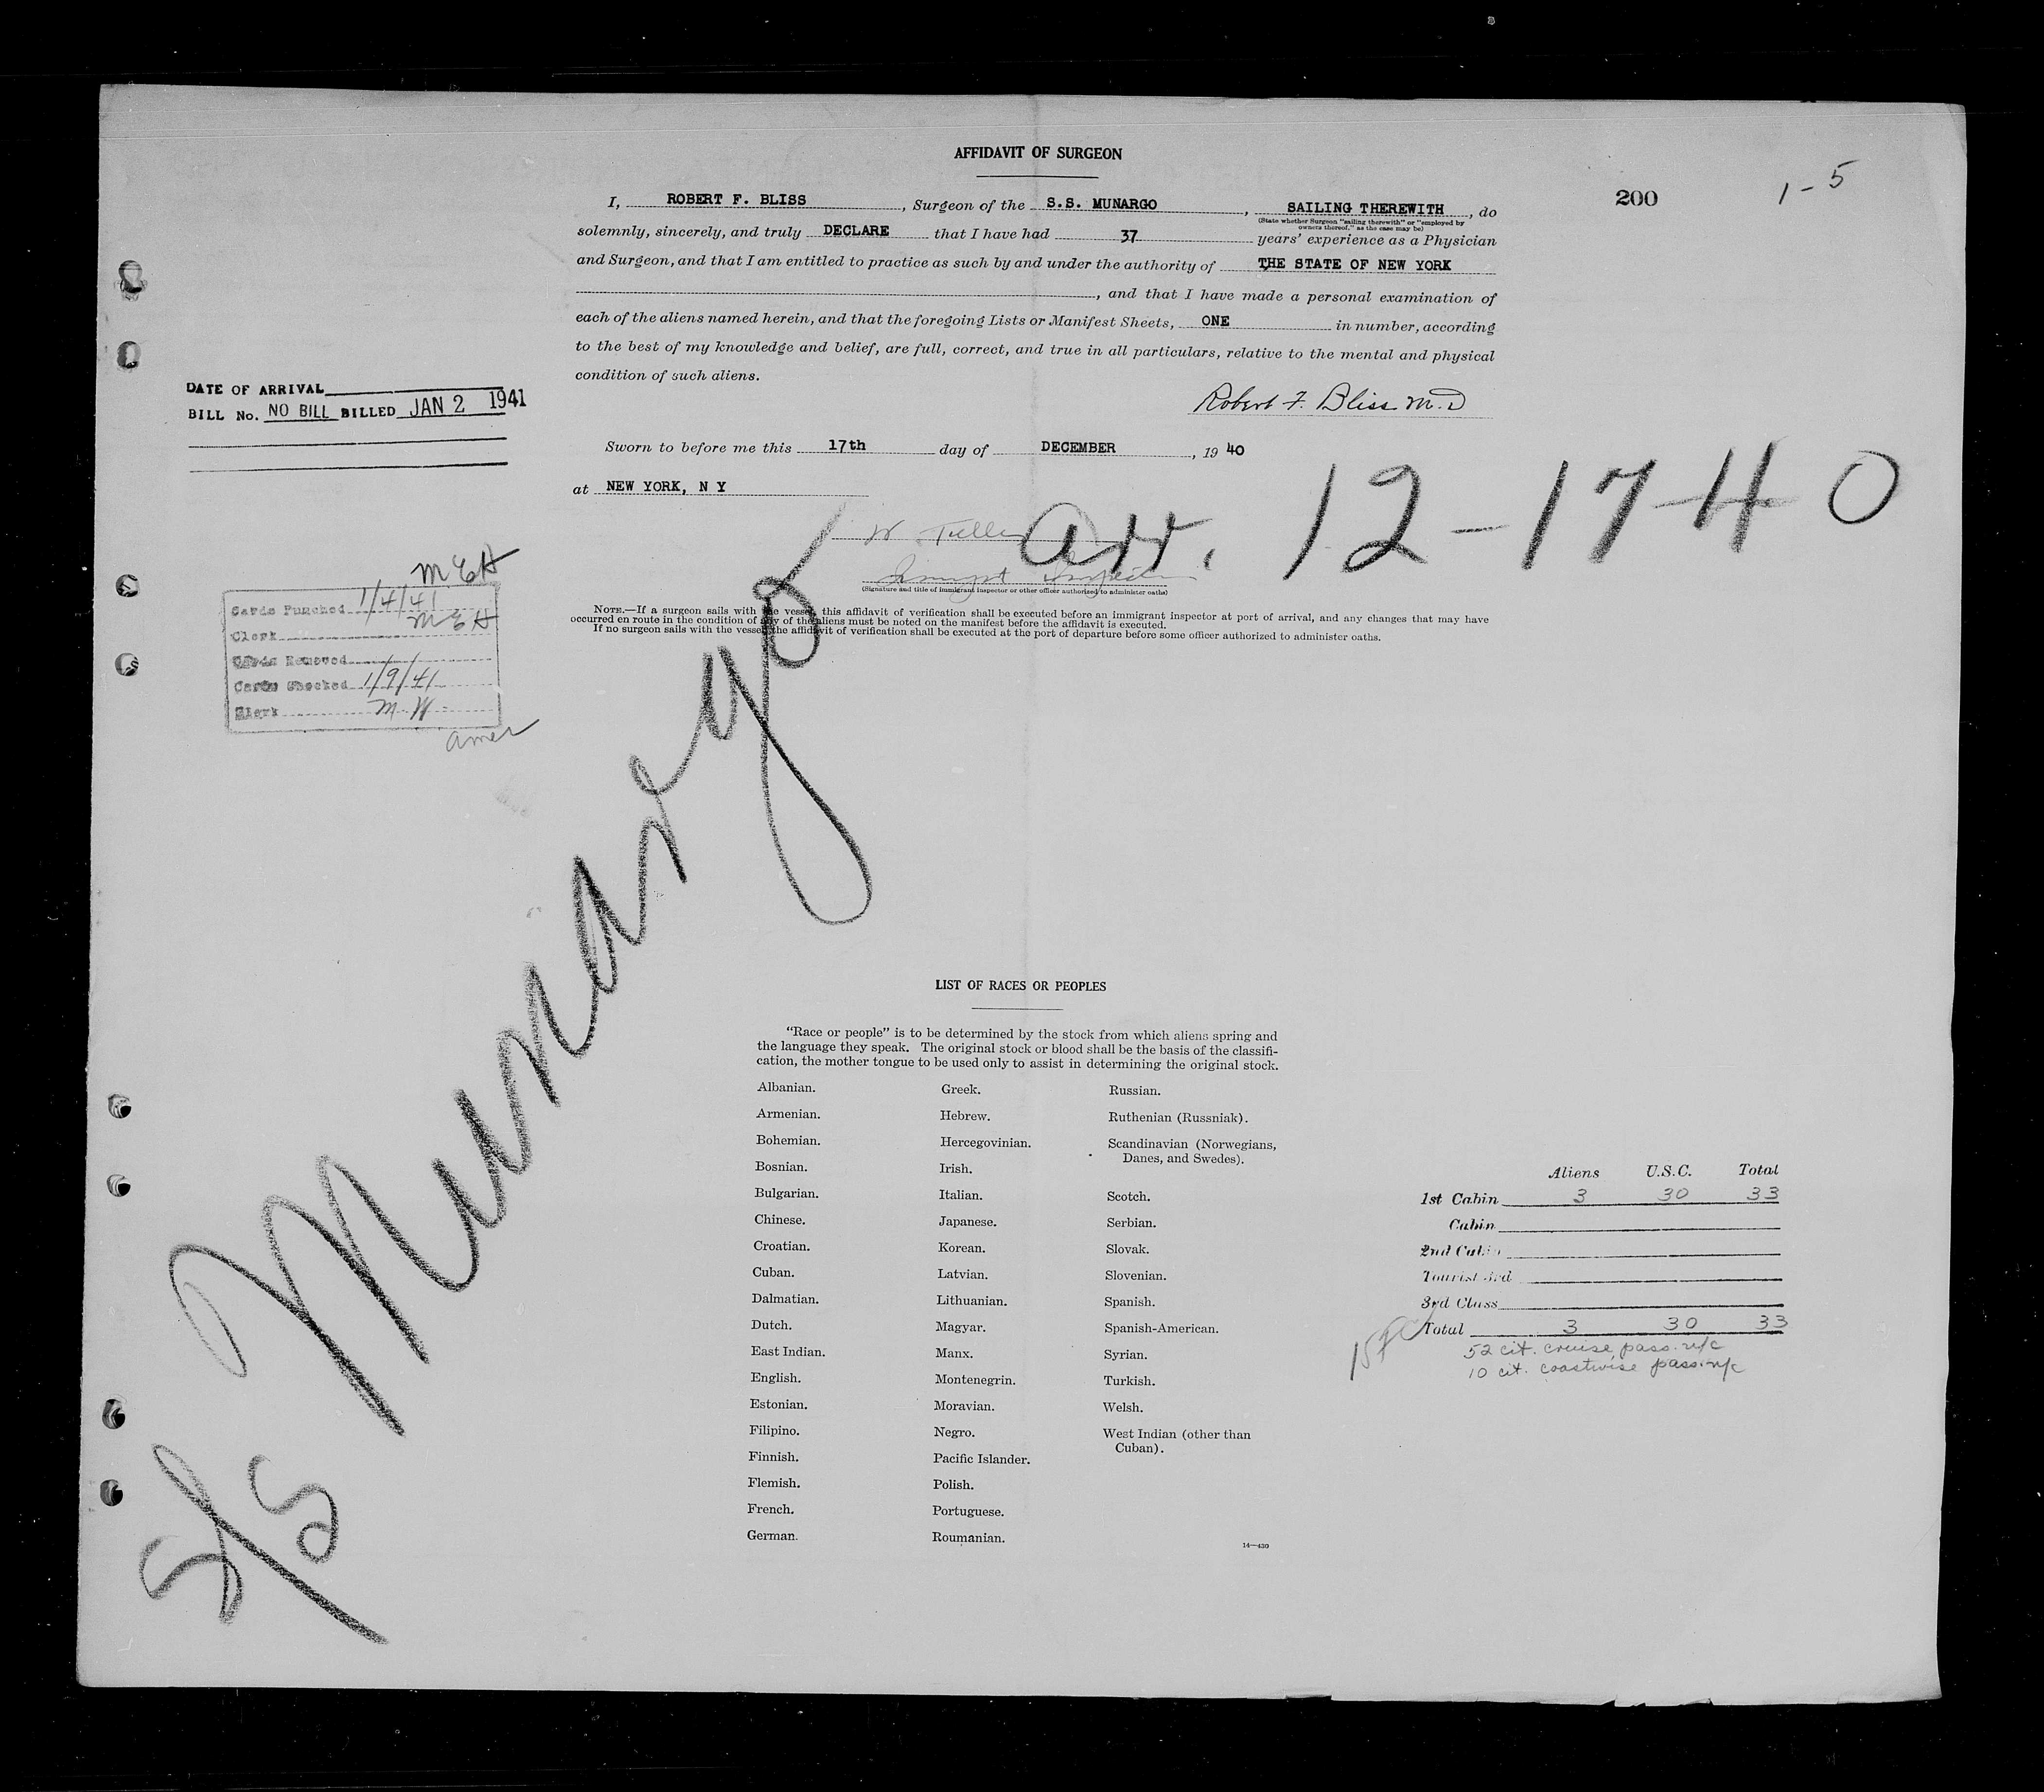 AFFIDAVIT OF SURGEON
200
1-5
I, ROBERT F. BLISS, Surgeon of the S.S. MUNARGO, SAILING THEREWITH, do
(State whether Surgeon "sailing therewith" or "employed by
owners thereof," as the case may be)
solemnly, sincerely, and truly DECLARE that I have had 37 years' experience as a Physician
and Surgeon, and that I am entitled to practice as such by and under the authority of THE STATE OF NEW YORK
, and that I have made a personal examination of
each of the aliens named herein, and that the foregoing Lists or Manifest Sheets, ONE in number, according
to the best of my knowledge and belief, are full, correct, and true in all particulars, relative to the mental and physical
condition of such aliens.
Robert F. Bliss M.D
DATE OF ARRIVAL
BILL No. NO BILL BILLED JAN 2 1941
Sworn to before me this 17th day of DECEMBER, 19 40
at NEW YORK, N Y
Arr. 12-17-40
W
(Signature and title of immigrant inspector or other officer authorized to administer oaths)
NOTE.—If a surgeon sails with the vessel, this affidavit of verification shall be executed before an immigrant inspector at port of arrival, and any changes that may have
occurred en route in the condition of any of the aliens must be noted on the manifest before the affidavit is executed.
If no surgeon sails with the vessel, the affidavit of verification shall be executed at the port of departure before some officer authorized to administer oaths.
MEH
Cards Punched 1/4/41
Clerk MEH
Cards Removed
Cards Checked 1/9/41
Clerk M.W
S/S Munargo
LIST OF RACES OR PEOPLES
"Race or people" is to be determined by the stock from which aliens spring and
the language they speak. The original stock or blood shall be the basis of the classifi-
cation, the mother tongue to be used only to assist in determining the original stock.
Albanian.
Armenian.
Bohemian.
Bosnian.
Bulgarian.
Chinese.
Croatian.
Cuban.
Dalmatian.
Dutch.
East Indian.
English.
Estonian.
Filipino.
Finnish.
Flemish.
French.
German.
Greek.
Hebrew.
Hercegovinian.
Irish.
Italian.
Japanese.
Korean.
Latvian.
Lithuanian.
Magyar.
Manx.
Montenegrin.
Moravian.
Negro.
Pacific Islander.
Polish.
Portuguese.
Roumanian.
Russian.
Ruthenian (Russniak).
Scandinavian (Norwegians,
Danes, and Swedes).
Scotch.
Serbian.
Slovak.
Slovenian.
Spanish.
Spanish-American.
Syrian.
Turkish.
Welsh.
West Indian (other than
Cuban).
14—430
Aliens U.S.C. Total
1st Cabin 3 30 33
Cabin
2nd Cabin
Tourist 3rd
3rd Class
Total 3 30 33
52 cit. cruise pass. n/c
10 cit. coastwise pass. n/c